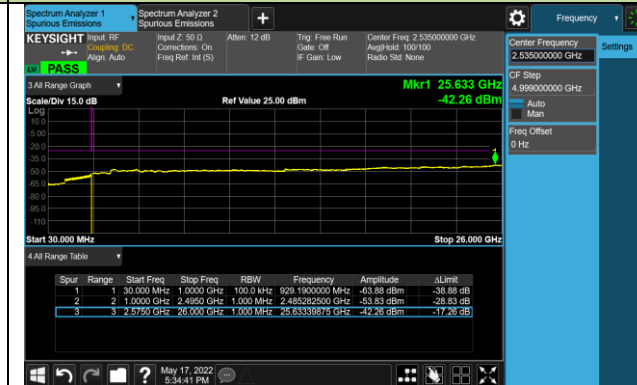 Spectrum Analyzer 1
Spurious Emissions
Spectrum Analyzer 2
Spurious Emissions
+
Frequency
KEYSIGHT
Input: RF
Coupling: DC
Align: Auto
Input Z: 50 Ω
Corrections: On
Freq Ref: Int (S)
Atten: 12 dB
Trig: Free Run
Gate: Off
IF Gain: Low
Center Freq: 2.535000000 GHz
Avg|Hold: 100/100
Radio Std: None
PASS
Center Frequency
2.535000000 GHz
Settings
CF Step
4.999000000 GHz
Auto
Man
Freq Offset
0 Hz
3 All Range Graph
Mkr1 25.633 GHz
Scale/Div 15.0 dB
Ref Value 25.00 dBm
-42.26 dBm
Log
10.0
-5.00
-20.0
-35.0
-50.0
-65.0
-80.0
-95.0
-110
1
Start 30.000 MHz
Stop 26.000 GHz
4 All Range Table
Spur Range Start Freq Stop Freq RBW Frequency Amplitude ΔLimit
1 1 30.000 MHz 1.0000 GHz 100.0 kHz 929.1900000 MHz -63.88 dBm -38.88 dB
2 2 1.0000 GHz 2.4950 GHz 1.000 MHz 2.485282500 GHz -53.83 dBm -28.83 dB
3 3 2.5750 GHz 26.000 GHz 1.000 MHz 25.63339875 GHz -42.26 dBm -17.26 dB
?
May 17, 2022
5:34:41 PM